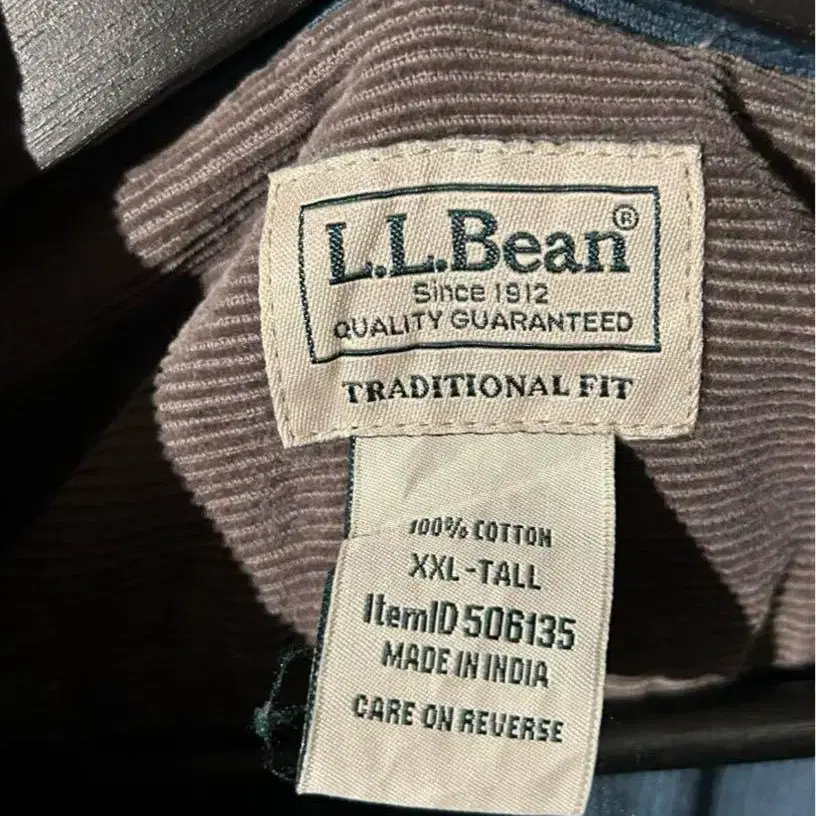 L.L.Bean®
Since 1912
QUALITY GUARANTEED
TRADITIONAL FIT
100% COTTON
XXL-TALL
ItemID 506135
MADE IN INDIA
CARE ON REVERSE